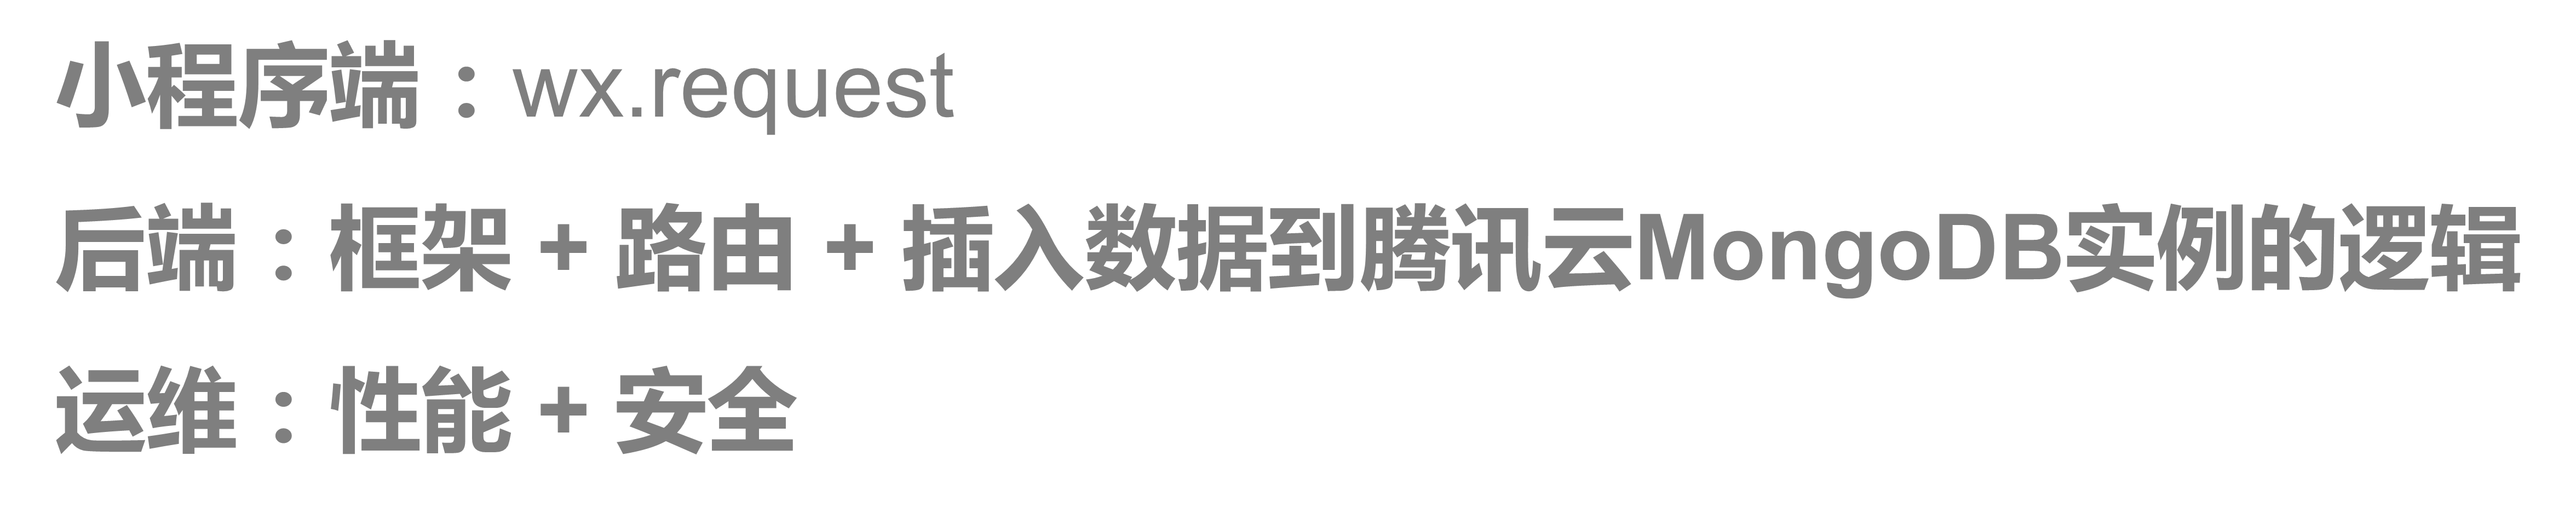 小程序端：wx.request
后端：框架 + 路由 + 插入数据到腾讯云MongoDB实例的逻辑
运维：性能 + 安全